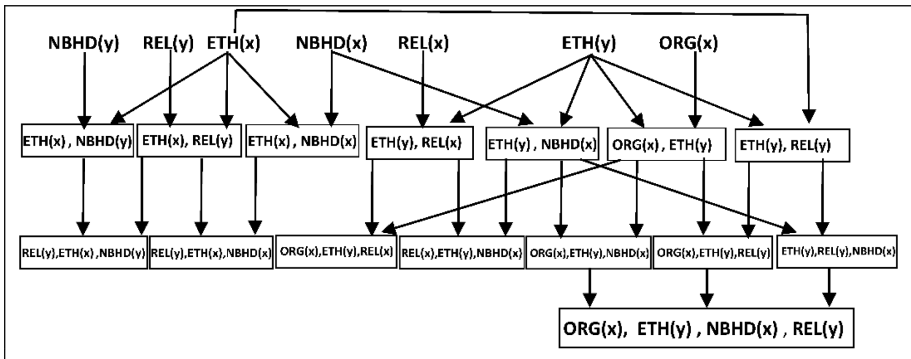 NBHD(y) REL(y) ETH(x) NBHD(x) REL(x) ETH(y) ORG(x)
ETH(x) , NBHD(y) ETH(x), REL(y) ETH(x) , NBHD(x) ETH(y), REL(x) ETH(y) , NBHD(x) ORG(x) , ETH(y) ETH(y), REL(y)
REL(y),ETH(x) ,NBHD(y) REL(y),ETH(x),NBHD(x) ORG(x),ETH(y),REL(x) REL(x),ETH(y),NBHD(x) ORG(x),ETH(y),NBHD(x) ORG(x),ETH(y),REL(y) ETH(y),REL(y),NBHD(x)
ORG(x), ETH(y) , NBHD(x) , REL(y)